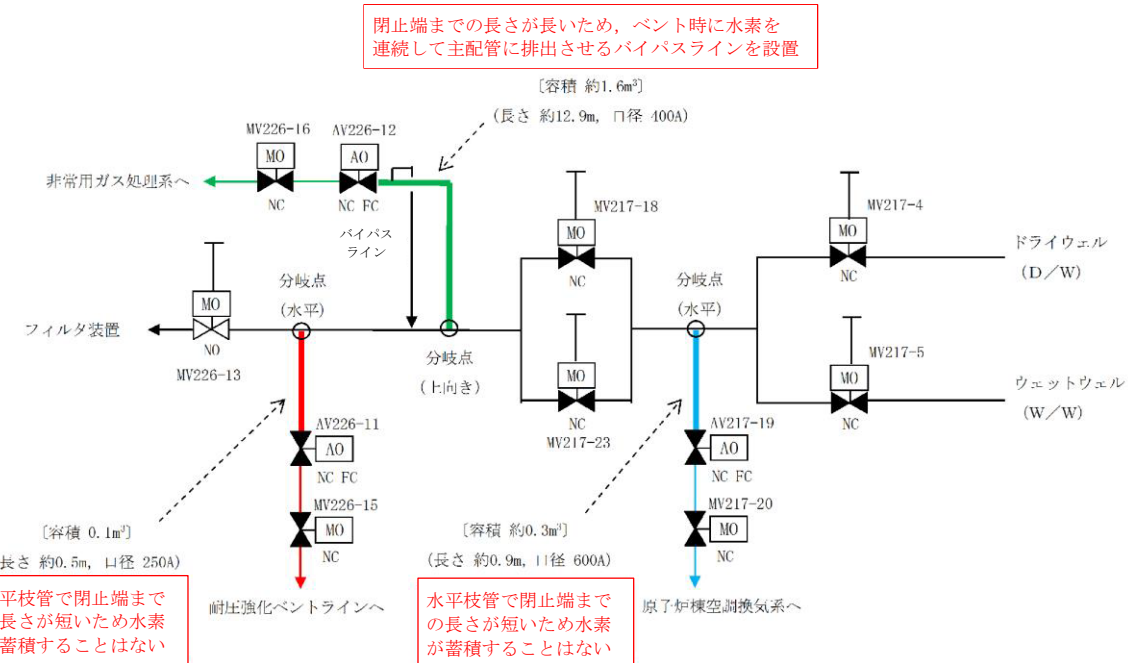 閉止端までの長さが長いため，ベント時に水素を
連続して主配管に排出させるバイパスラインを設置
〔容積 約1.6m³〕
(長さ 約12.9m, 口径 400A)
MV226-16
AV226-12
MO
AO
非常用ガス処理系へ
NC
NC FC
バイパス
ライン
MV217-18
MO
NC
MV217-4
MO
NC
ドライウェル
(D／W)
分岐点
(水平)
分岐点
(水平)
MO
フィルタ装置
NO
MV226-13
分岐点
(上向き)
MO
NC
MV217-23
MV217-5
MO
NC
ウェットウェル
(W／W)
AV226-11
AO
NC FC
MV226-15
MO
NC
AV217-19
AO
NC FC
MV217-20
MO
NC
〔容積 0.1m³〕
長さ 約0.5m, 口径 250A)
〔容積 約0.3m³〕
(長さ 約0.9m, 口径 600A)
平枝管で閉止端まで
長さが短いため水素
蓄積することはない
耐圧強化ベントラインへ
水平枝管で閉止端まで
の長さが短いため水素
が蓄積することはない
原子炉棟空調換気系へ